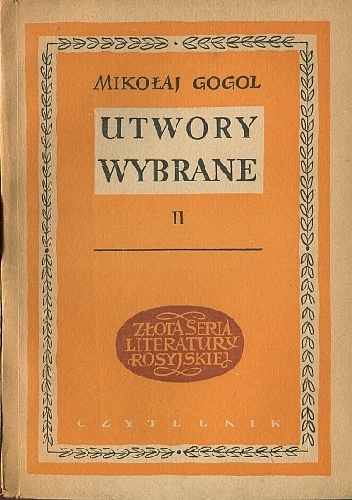 MIKOŁAJ GOGOL
UTWORY
WYBRANE
II
ZŁOTA SERIA
LITERATURY
ROSYJSKIEJ
CZYTELNIK